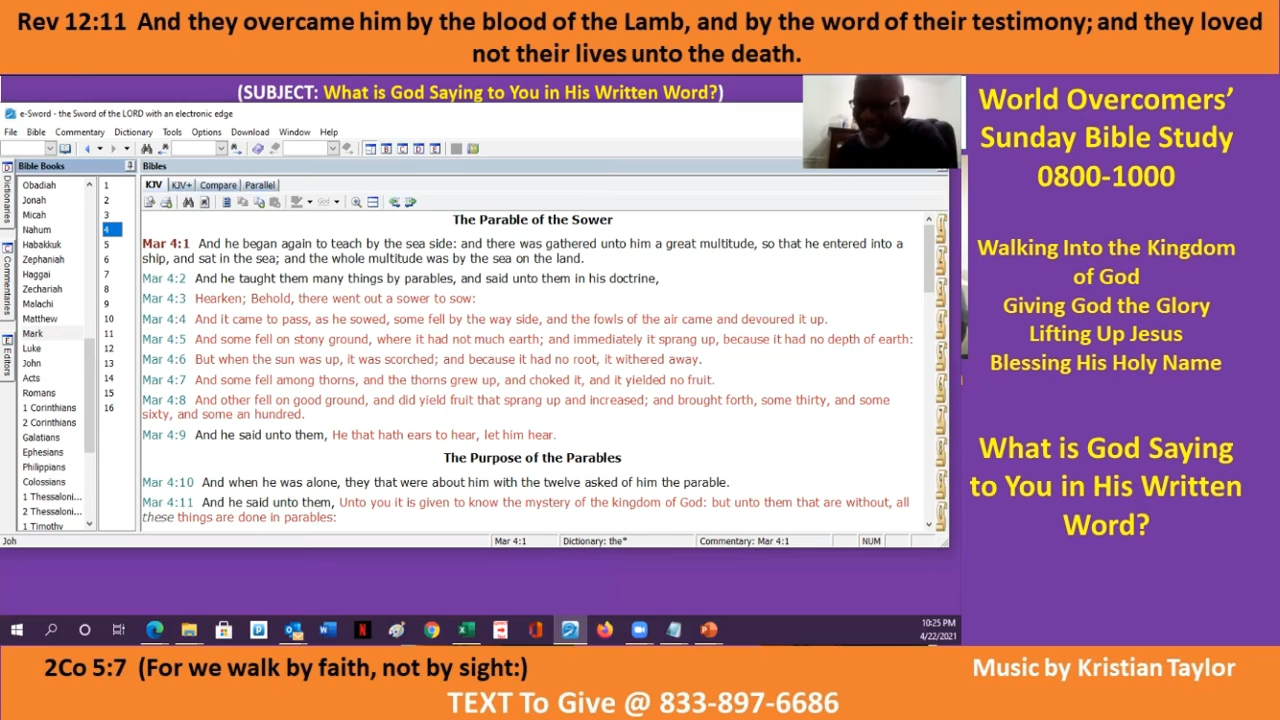 Rev 12:11 And they overcame him by the blood of the Lamb, and by the word of their testimony; and they loved
not their lives unto the death.
(SUBJECT: What is God Saying to You in His Written Word?)
e-Sword - the Sword of the LORD with an electronic edge
File Bible Commentary Dictionary Tools Options Download Window Help
B C D E
Bible Books
Bibles
Dictionaries
Commentaries
Editors
Obadiah
Jonah
Micah
Nahum
Habakkuk
Zephaniah
Haggai
Zechariah
Malachi
Matthew
Mark
Luke
John
Acts
Romans
1 Corinthians
2 Corinthians
Galatians
Ephesians
Philippians
Colossians
1 Thessaloni...
2 Thessaloni...
1 Timothy
1
2
3
4
5
6
7
8
9
10
11
12
13
14
15
16
KJV KJV+ Compare Parallel
The Parable of the Sower
Mar 4:1 And he began again to teach by the sea side: and there was gathered unto him a great multitude, so that he entered into a
ship, and sat in the sea; and the whole multitude was by the sea on the land.
Mar 4:2 And he taught them many things by parables, and said unto them in his doctrine,
Mar 4:3 Hearken; Behold, there went out a sower to sow:
Mar 4:4 And it came to pass, as he sowed, some fell by the way side, and the fowls of the air came and devoured it up.
Mar 4:5 And some fell on stony ground, where it had not much earth; and immediately it sprang up, because it had no depth of earth:
Mar 4:6 But when the sun was up, it was scorched; and because it had no root, it withered away.
Mar 4:7 And some fell among thorns, and the thorns grew up, and choked it, and it yielded no fruit.
Mar 4:8 And other fell on good ground, and did yield fruit that sprang up and increased; and brought forth, some thirty, and some
sixty, and some an hundred.
Mar 4:9 And he said unto them, He that hath ears to hear, let him hear.
The Purpose of the Parables
Mar 4:10 And when he was alone, they that were about him with the twelve asked of him the parable.
Mar 4:11 And he said unto them, Unto you it is given to know the mystery of the kingdom of God: but unto them that are without, all
these things are done in parables:
Joh
Mar 4:1
Dictionary: the*
Commentary: Mar 4:1
NUM
10:25 PM
4/22/2021
World Overcomers'
Sunday Bible Study
0800-1000
Walking Into the Kingdom
of God
Giving God the Glory
Lifting Up Jesus
Blessing His Holy Name
What is God Saying
to You in His Written
Word?
2Co 5:7 (For we walk by faith, not by sight:)
Music by Kristian Taylor
TEXT To Give @ 833-897-6686